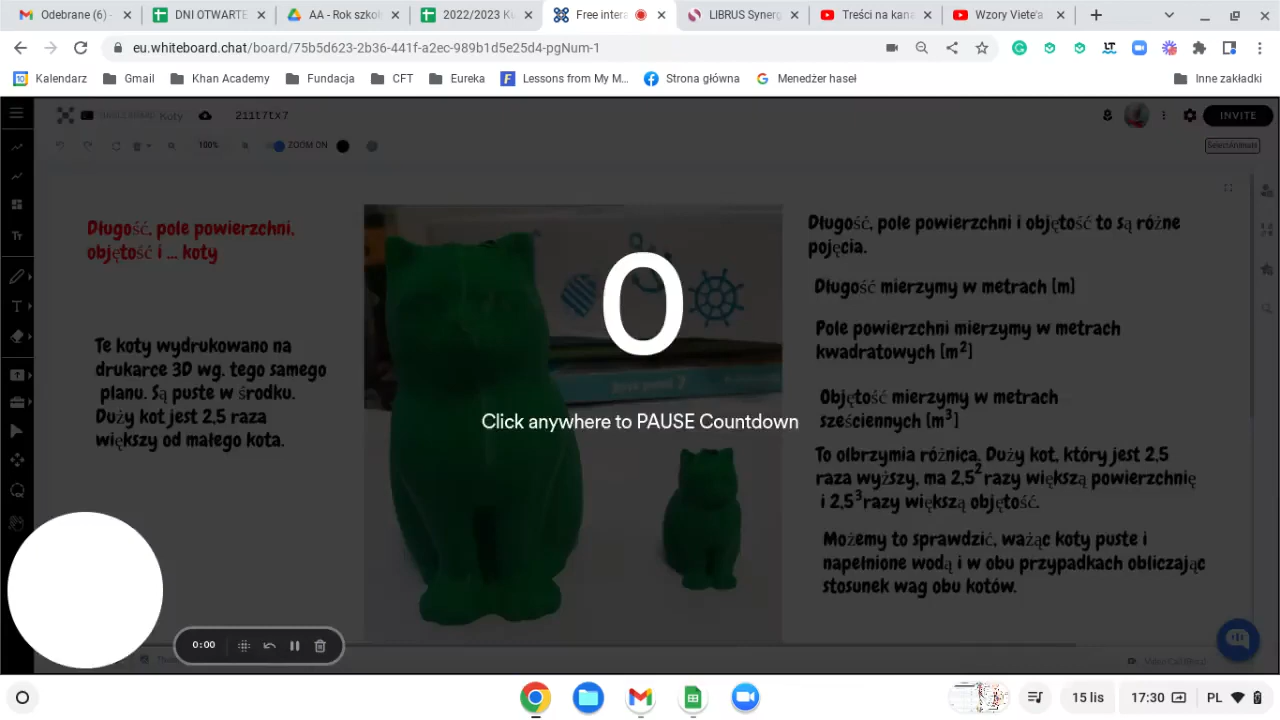 Odebrane (6) -
DNI OTWARTE
AA - Rok szkol
2022/2023 Ku
Free intera
LIBRUS Synerg
Treści na kana
Wzory Viete'a
eu.whiteboard.chat/board/75b5d623-2b36-441f-a2ec-989b1d5e25d4-pgNum-1
Kalendarz
Gmail
Khan Academy
Fundacja
CFT
Eureka
Lessons from My M...
Strona główna
Menedżer haseł
Inne zakładki
Koty
211t7tx7
INVITE
100%
ZOOM ON
Select Animate
Długość, pole powierzchni,
objętość i ... koty
Te koty wydrukowano na
drukarce 3D wg. tego samego
planu. Są puste w środku.
Duży kot jest 2,5 raza
większy od małego kota.
0
Click anywhere to PAUSE Countdown
Długość, pole powierzchni i objętość to są różne
pojęcia.
Długość mierzymy w metrach [m]
Pole powierzchni mierzymy w metrach
kwadratowych [m²]
Objętość mierzymy w metrach
sześciennych [m³]
To olbrzymia różnica. Duży kot, który jest 2,5
raza wyższy, ma 2,5² razy większą powierzchnię
i 2,5³ razy większą objętość.
Możemy to sprawdzić, ważąc koty puste i
napełnione wodą i w obu przypadkach obliczając
stosunek wag obu kotów.
0:00
15 lis
17:30
PL